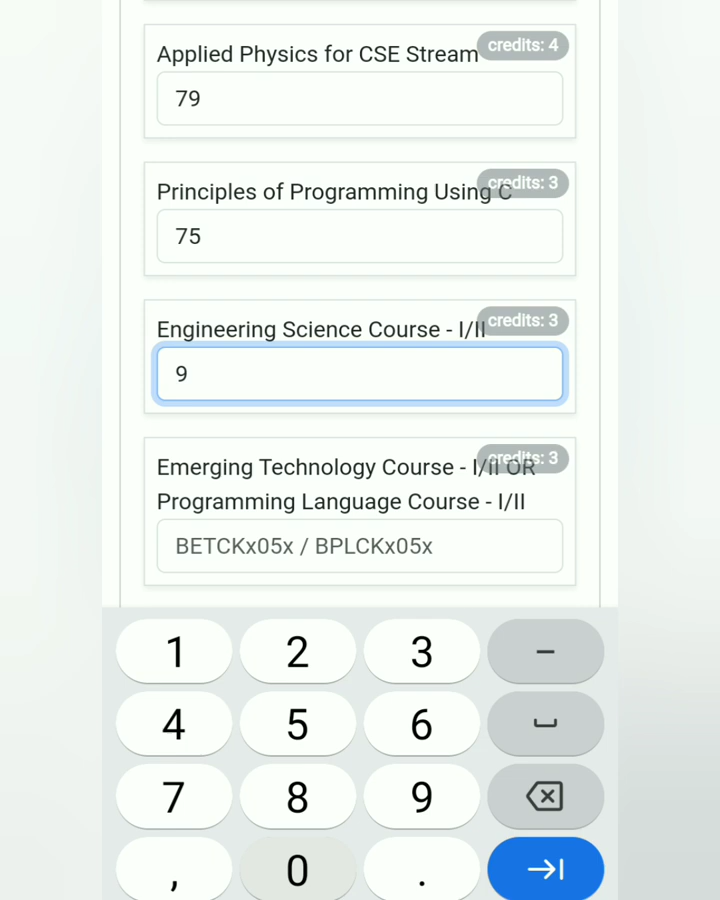 Applied Physics for CSE Stream
credits: 4
79
Principles of Programming Using C
credits: 3
75
Engineering Science Course - I/II
credits: 3
9
Emerging Technology Course - I/II OR
credits: 3
Programming Language Course - I/II
BETCKx05x / BPLCKx05x
1 2 3 –
4 5 6
7 8 9
, 0 .